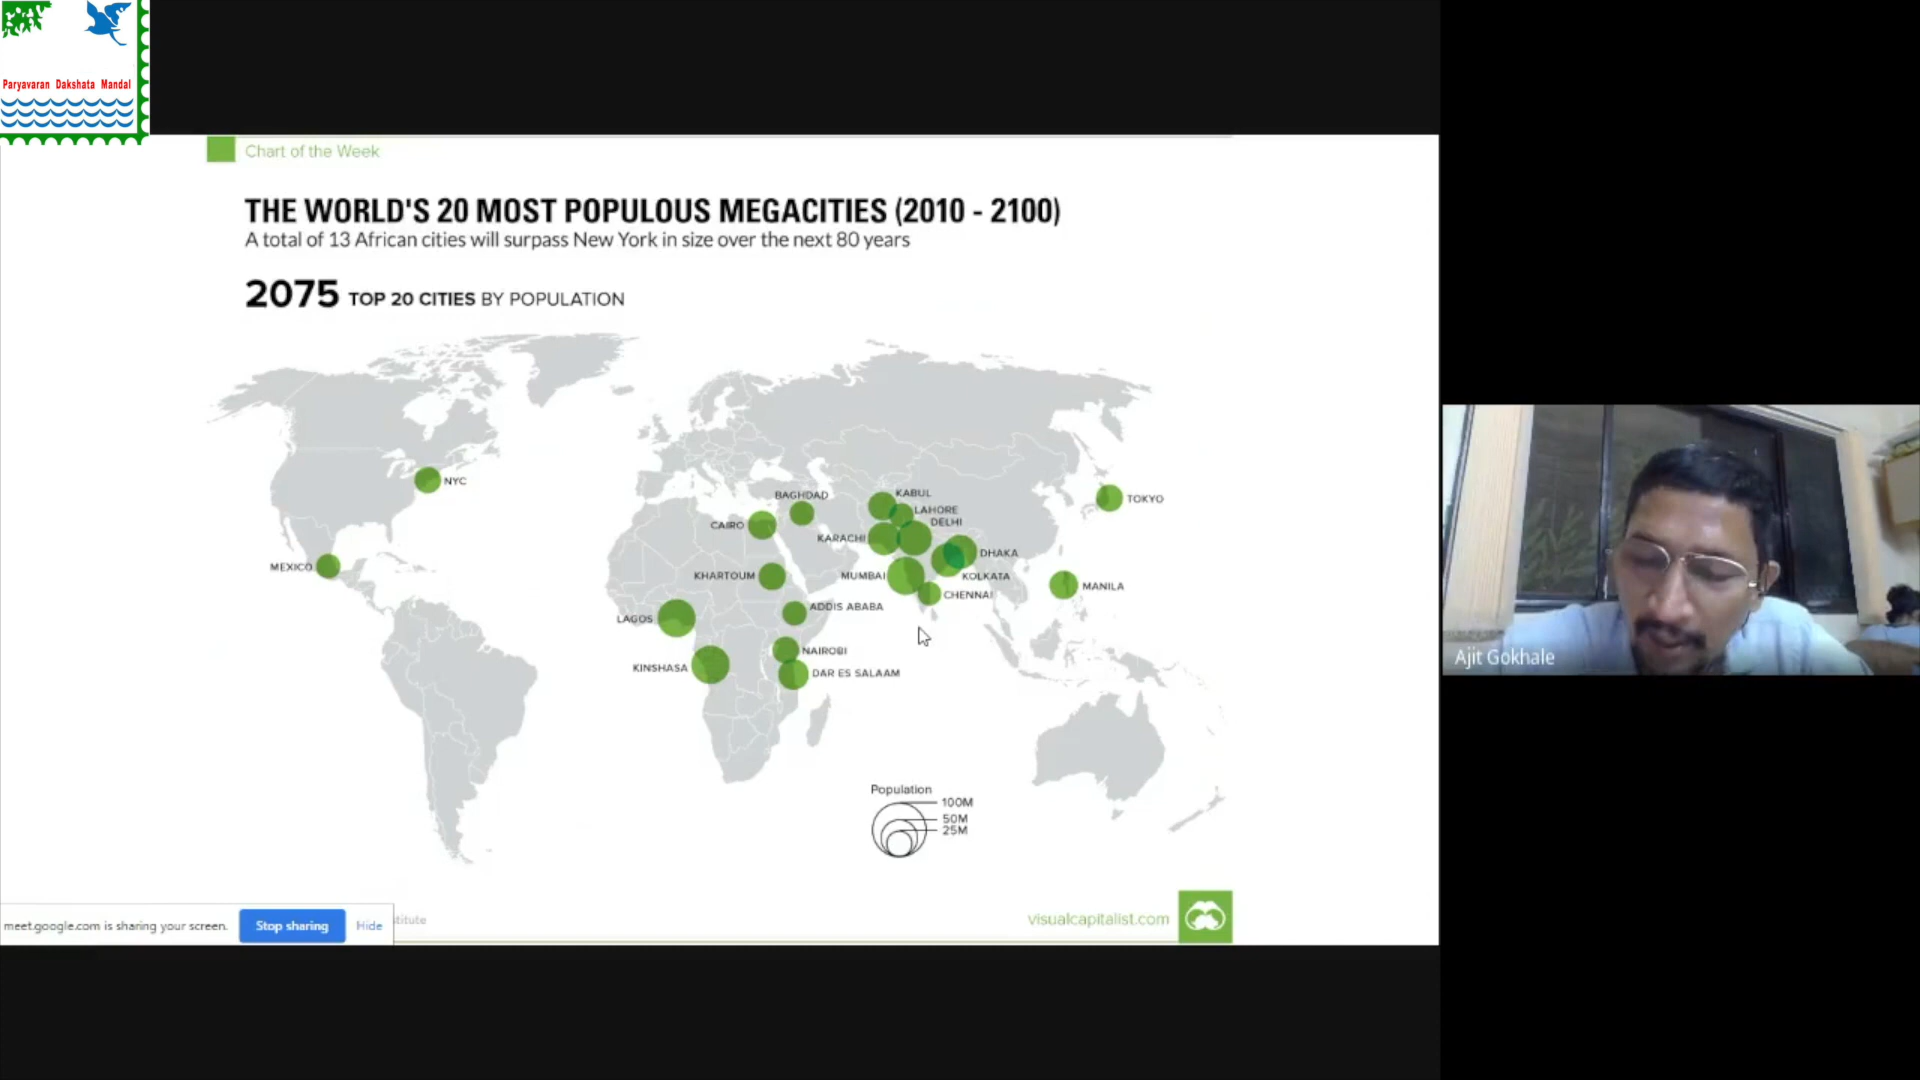 Paryavaran Dakshata Mandal
Chart of the Week
THE WORLD'S 20 MOST POPULOUS MEGACITIES (2010 - 2100)
A total of 13 African cities will surpass New York in size over the next 80 years
2075 TOP 20 CITIES BY POPULATION
NYC
MEXICO
BAGHDAD
CAIRO
KHARTOUM
LAGOS
ADDIS ABABA
KINSHASA
NAIROBI
DAR ES SALAAM
KABUL
LAHORE
DELHI
KARACHI
DHAKA
MUMBAI
KOLKATA
CHENNAI
TOKYO
MANILA
Population
100M
50M
25M
meet.google.com is sharing your screen. Stop sharing Hide
visualcapitalist.com
Ajit Gokhale